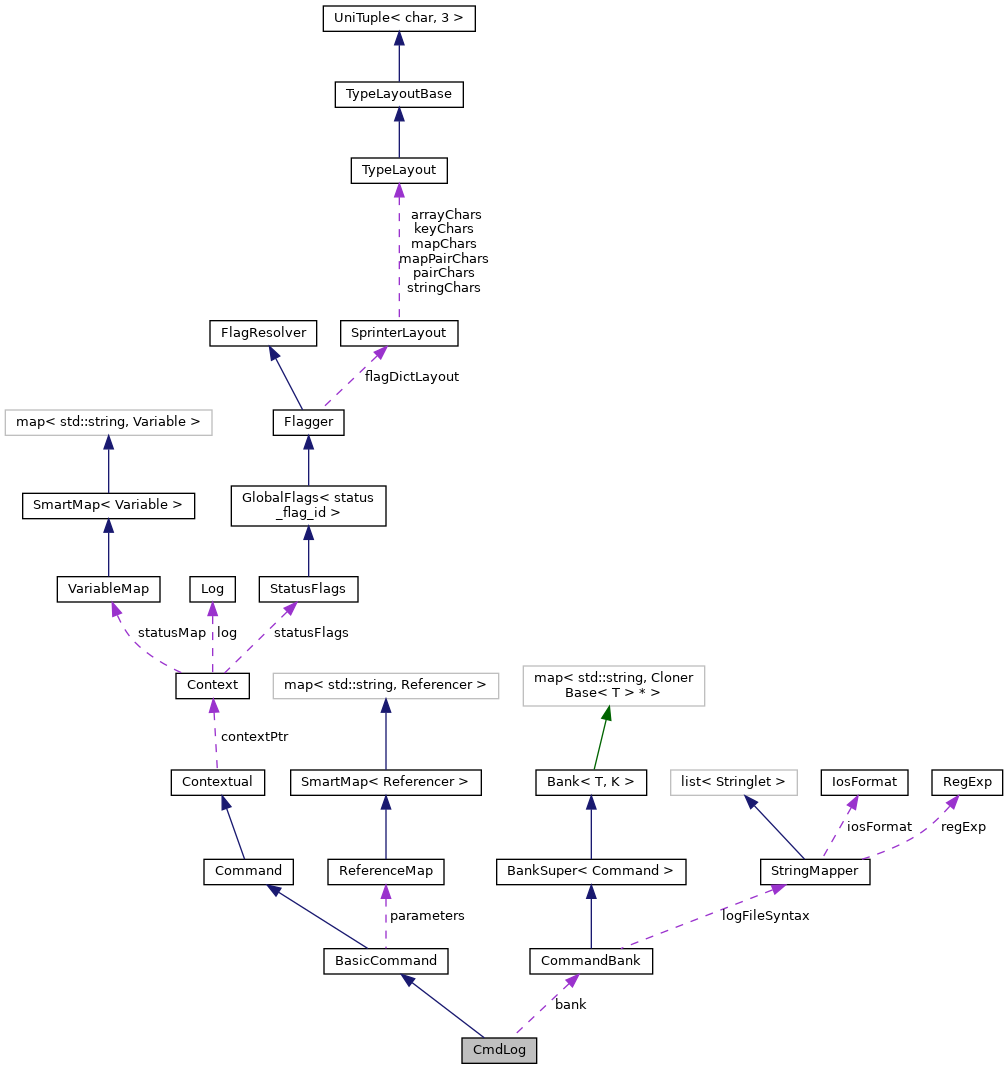 UniTuple< char, 3 >
TypeLayoutBase
TypeLayout
arrayChars
keyChars
mapChars
mapPairChars
pairChars
stringChars
FlagResolver
SprinterLayout
flagDictLayout
map< std::string, Variable >
Flagger
SmartMap< Variable >
GlobalFlags< status
_flag_id >
VariableMap
Log
StatusFlags
statusMap
log
statusFlags
Context
map< std::string, Referencer >
map< std::string, Cloner
Base< T > * >
contextPtr
Contextual
SmartMap< Referencer >
Bank< T, K >
list< Stringlet >
IosFormat
RegExp
iosFormat
regExp
Command
ReferenceMap
BankSuper< Command >
StringMapper
parameters
logFileSyntax
BasicCommand
CommandBank
bank
CmdLog